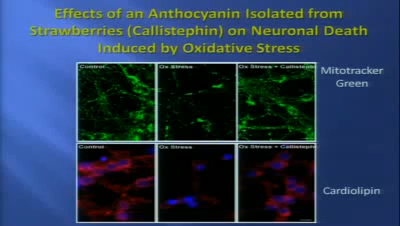 Effects of an Anthocyanin Isolated from
Strawberries (Callistephin) on Neuronal Death
Induced by Oxidative Stress
Control
Ox Stress
Ox Stress + Callistephin
Mitotracker
Green
Control
Ox Stress
Ox Stress + Callistephin
Cardiolipin